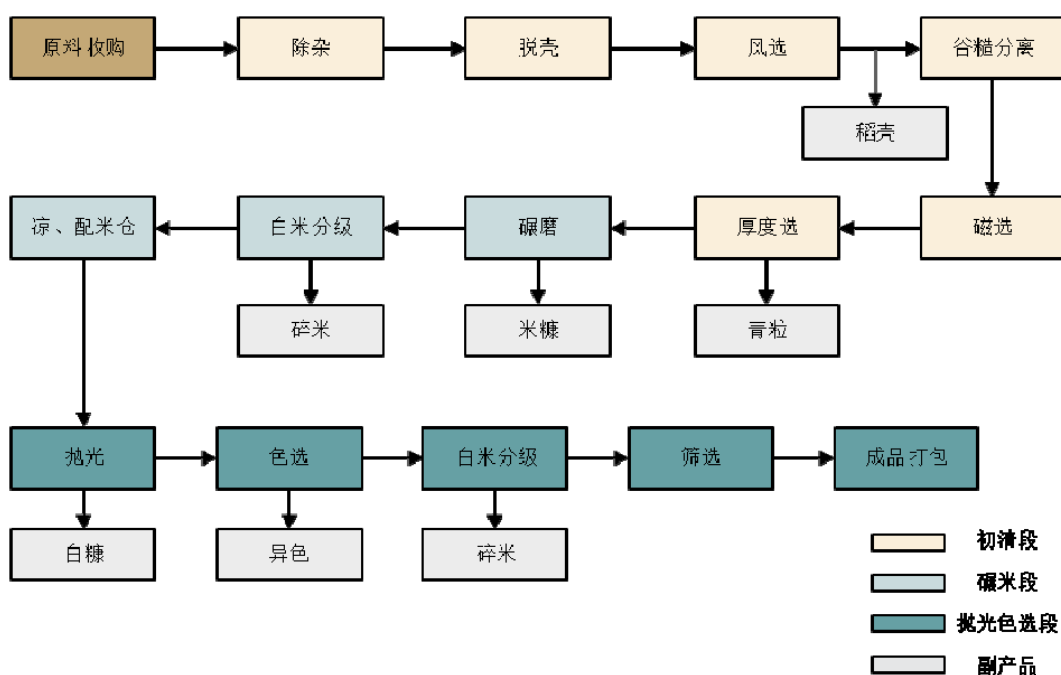 原料收购
除杂
脱壳
风选
谷糙分离
稻壳
凉、配米仓
白米分级
碾磨
厚度选
磁选
碎米
米糠
青粒
抛光
色选
白米分级
筛选
成品打包
白糠
异色
碎米
初清段
碾米段
抛光色选段
副产品